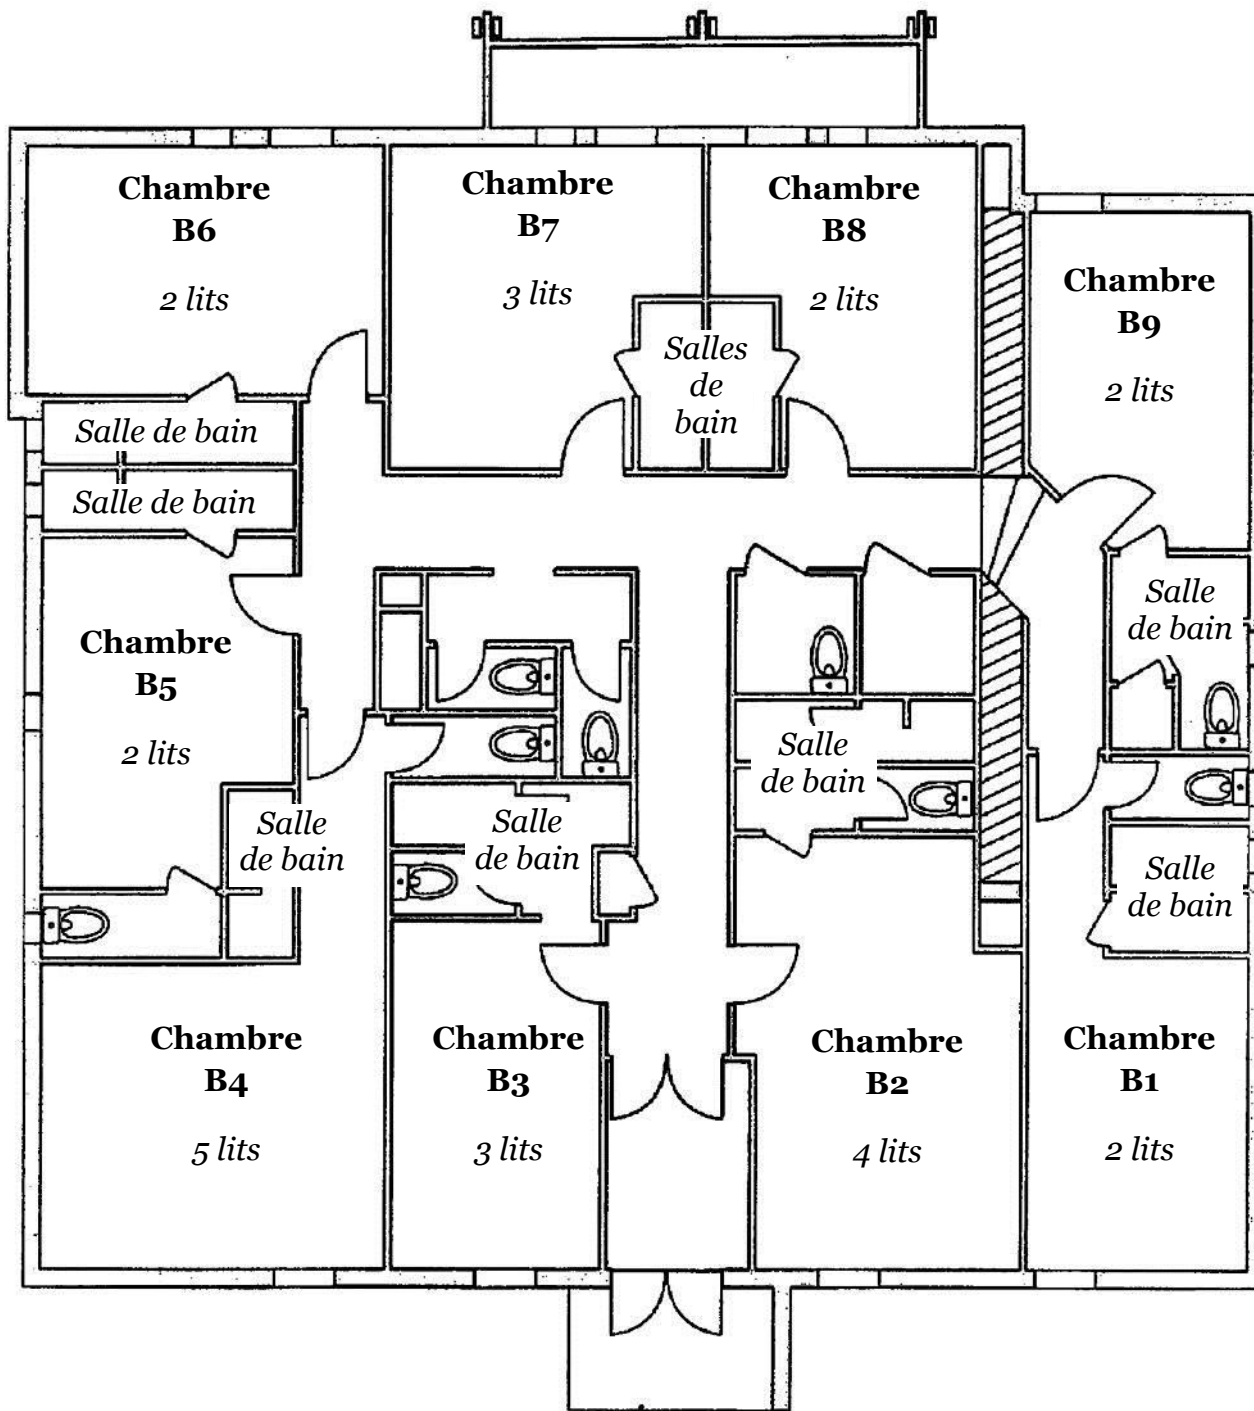 Chambre
B6
2 lits
Chambre
B7
3 lits
Chambre
B8
2 lits
Chambre
B9
2 lits
Salles
de
bain
Salle de bain
Salle de bain
Chambre
B5
2 lits
Salle
de bain
Salle
de bain
Salle
de bain
Salle
de bain
Salle
de bain
Chambre
B4
5 lits
Chambre
B3
3 lits
Chambre
B2
4 lits
Chambre
B1
2 lits